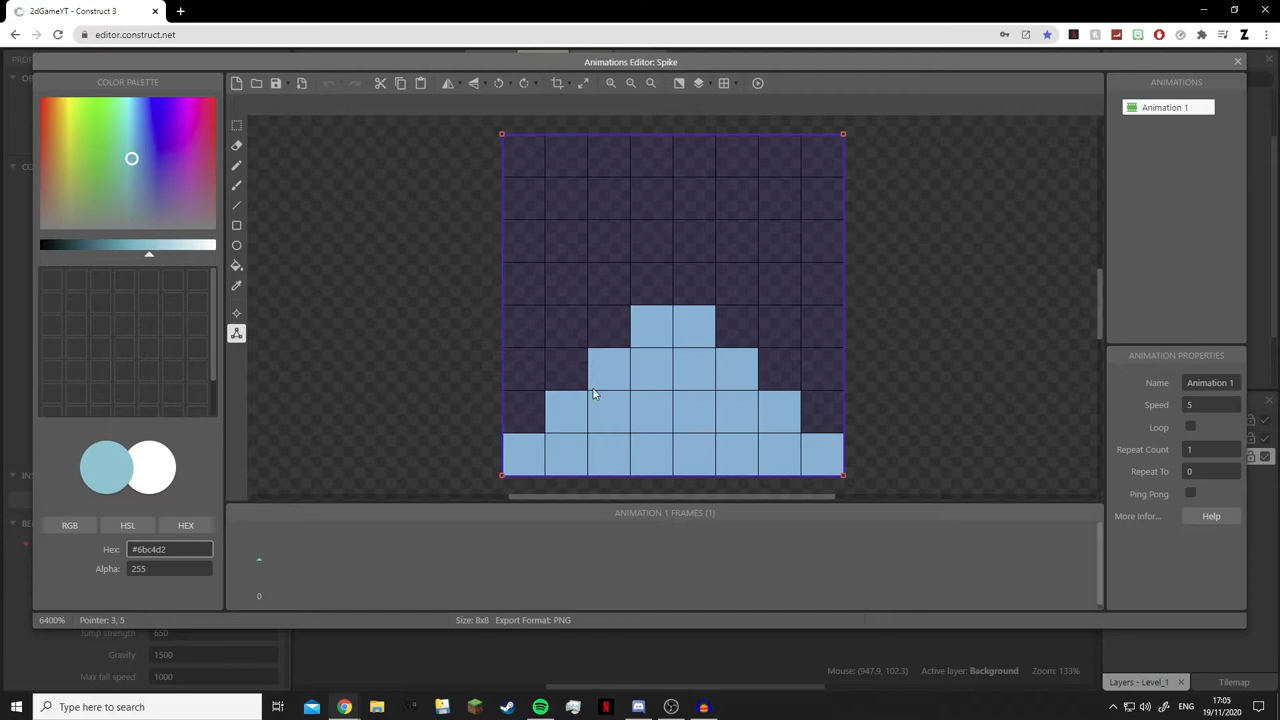 2dGameYT - Construct 3
editor.construct.net
Animations Editor: Spike
COLOR PALETTE
ANIMATIONS
Animation 1
ANIMATION PROPERTIES
Name Animation 1
Speed 5
Loop
Repeat Count 1
Repeat To 0
Ping Pong
More Infor... Help
RGB HSL HEX
Hex: #6bc4d2
Alpha: 255
ANIMATION 1 FRAMES (1)
0
6400% Pointer: 3, 5 Size: 8x8 Export Format: PNG
Jump strength 650
Gravity 1500
Max fall speed 1000
Mouse: (947.9, 102.3) Active layer: Background Zoom: 133%
Layers - Level_1 Tilemap
Type here to search
ENG
17:05
19/11/2020